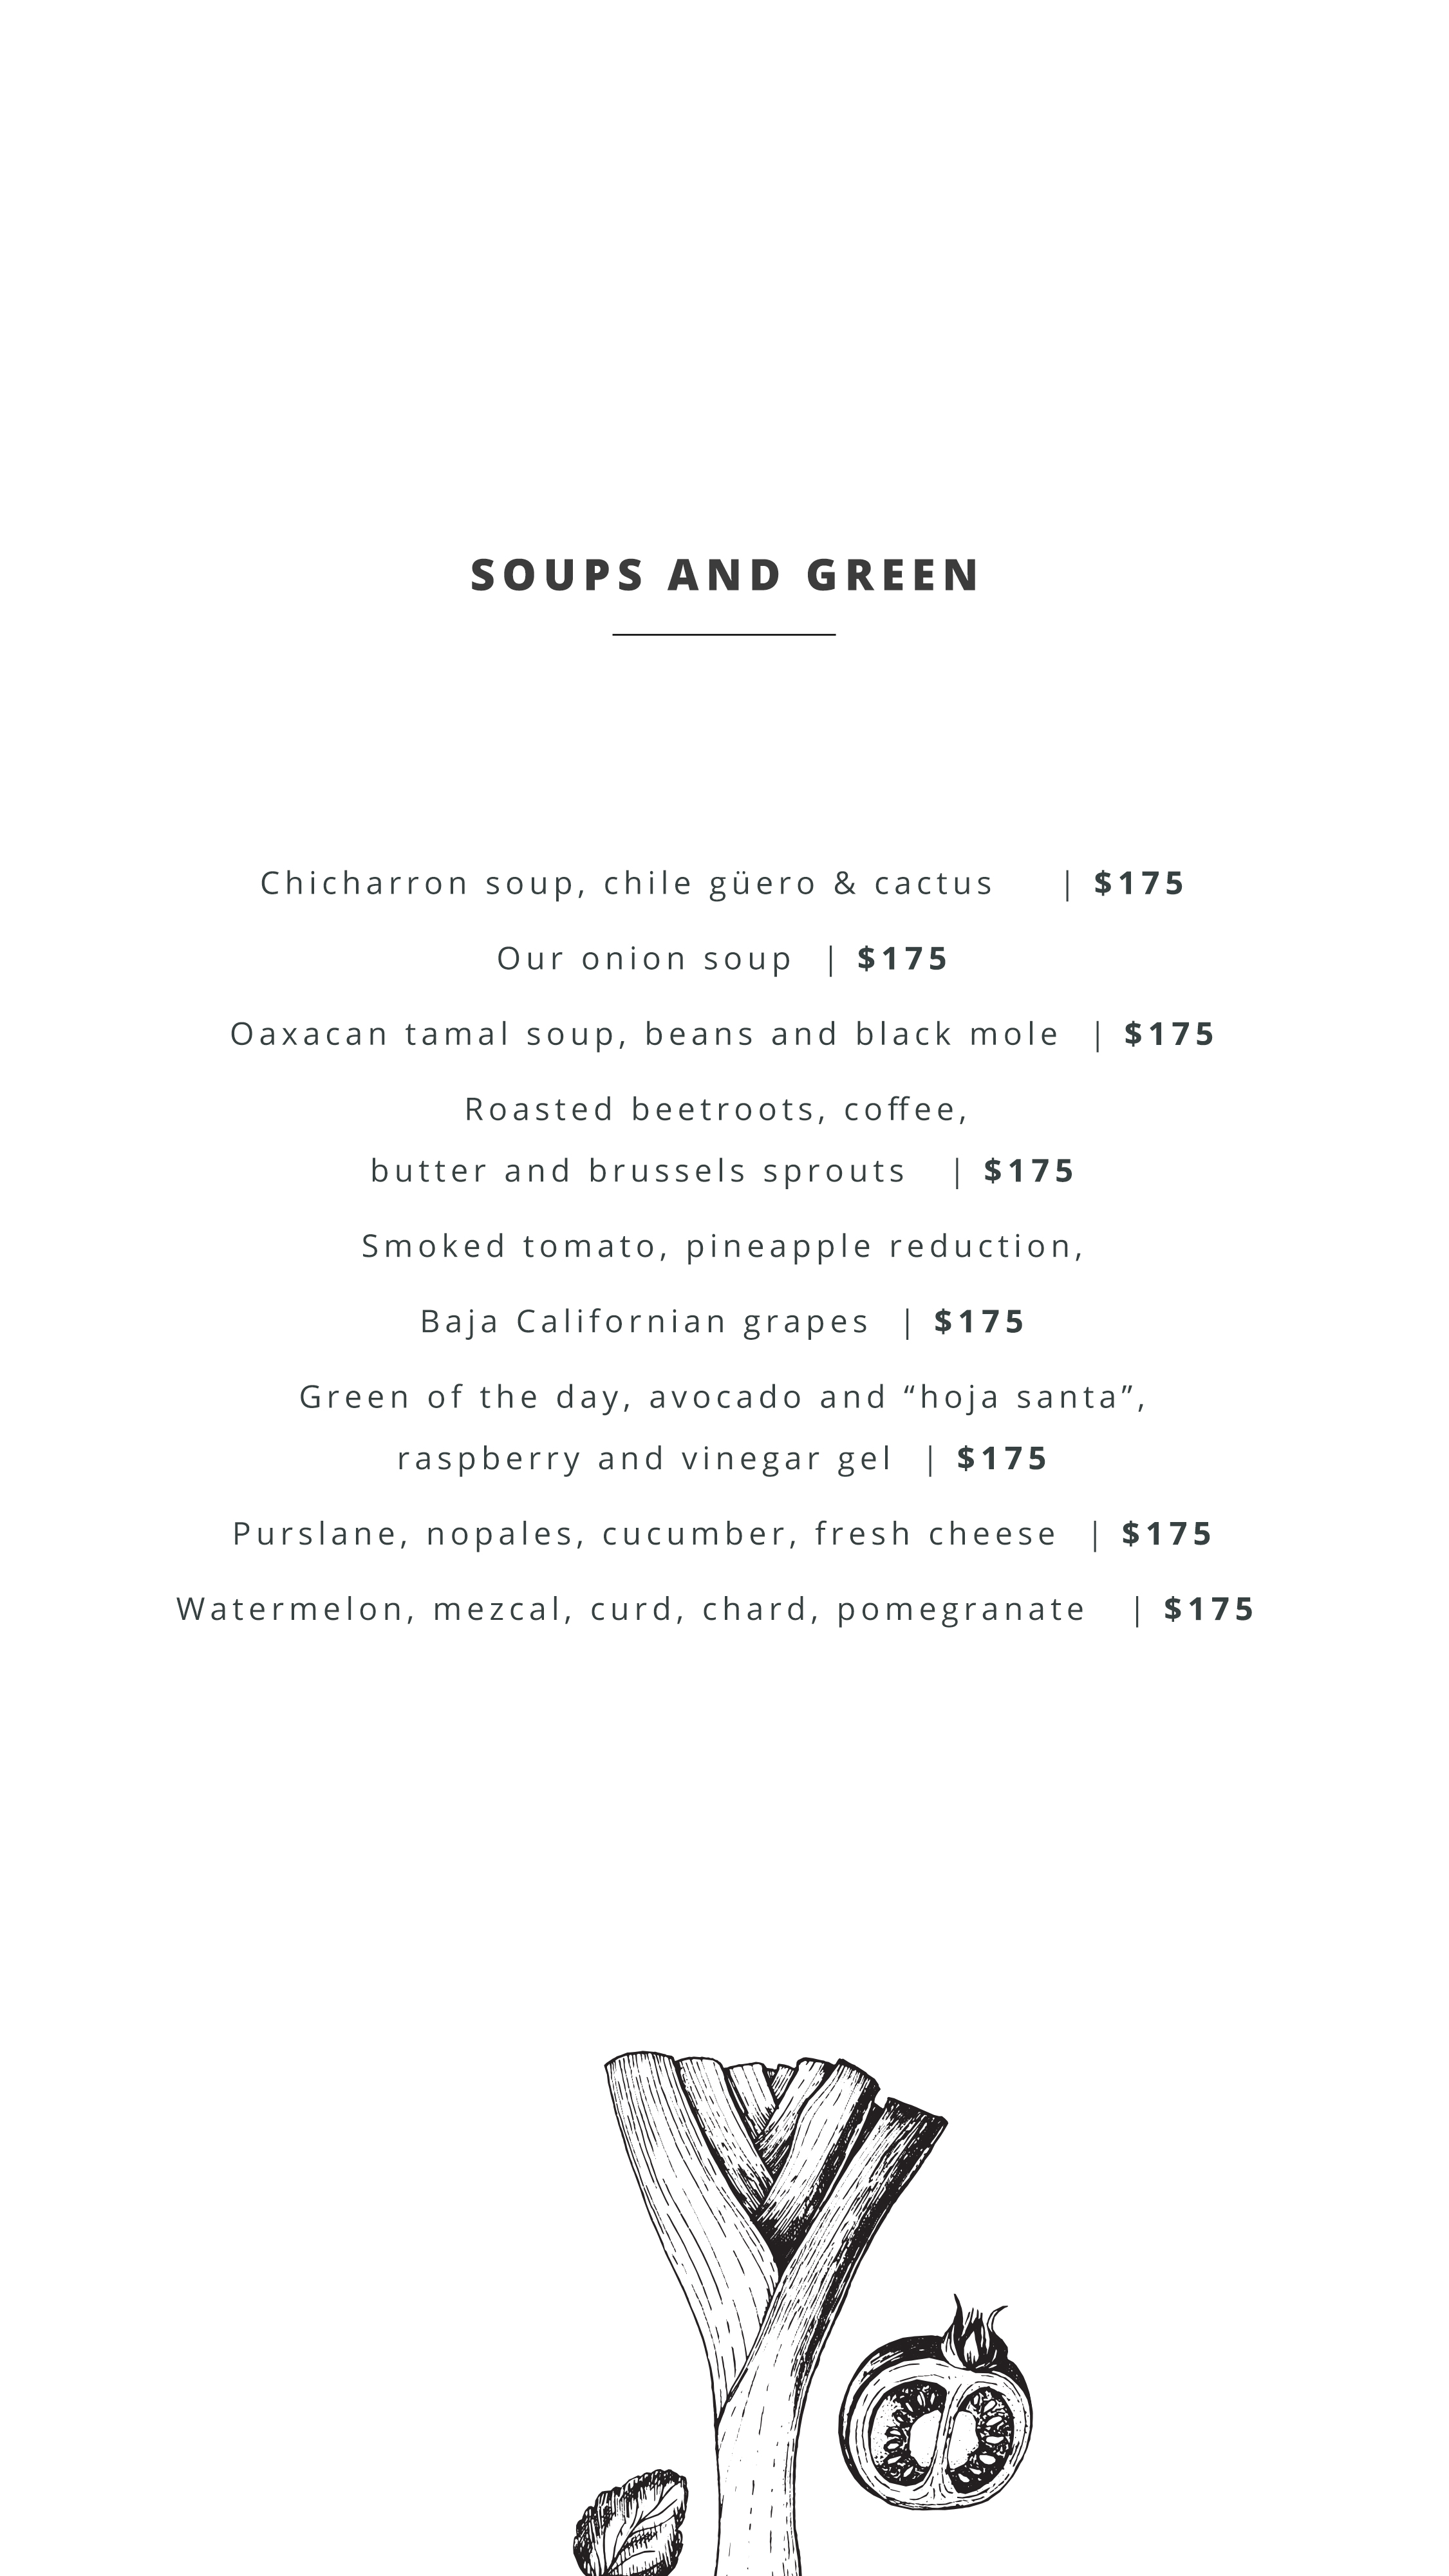 SOUPS AND GREEN
Chicharron soup, chile güero & cactus | $175
Our onion soup | $175
Oaxacan tamal soup, beans and black mole | $175
Roasted beetroots, coffee,
butter and brussels sprouts | $175
Smoked tomato, pineapple reduction,
Baja Californian grapes | $175
Green of the day, avocado and “hoja santa”,
raspberry and vinegar gel | $175
Purslane, nopales, cucumber, fresh cheese | $175
Watermelon, mezcal, curd, chard, pomegranate | $175